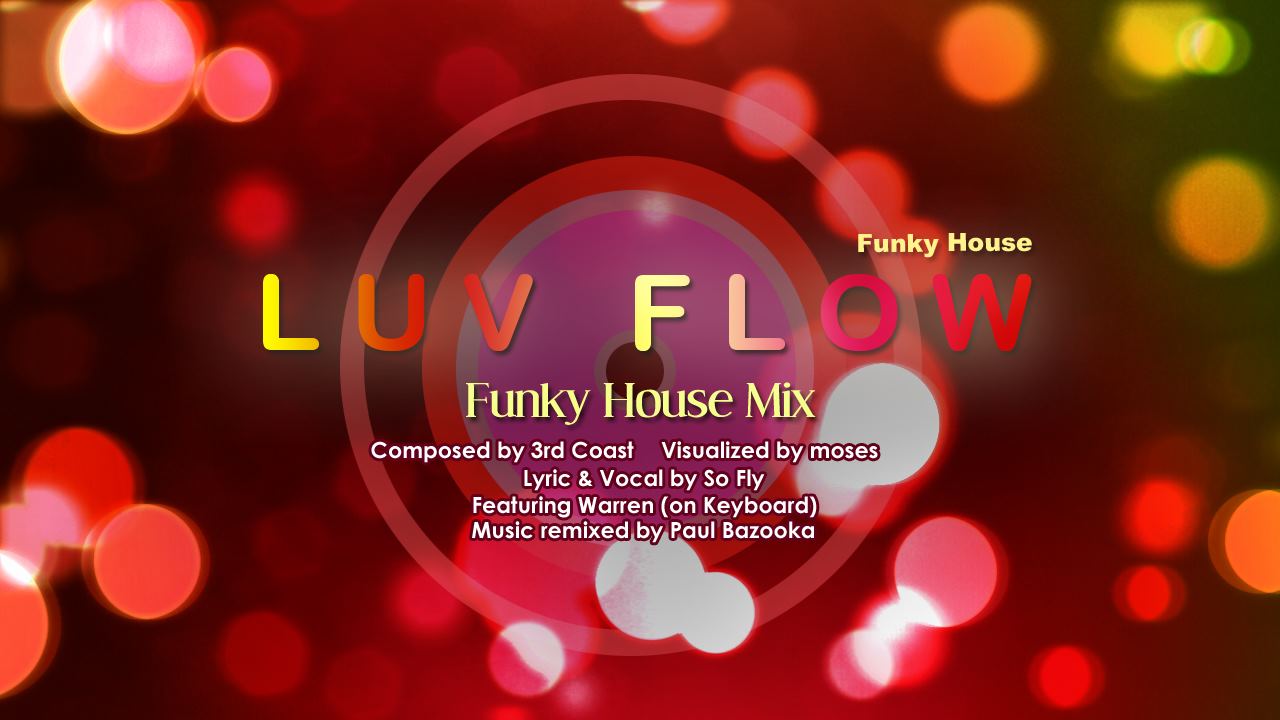 Funky House
LUV FLOW
Funky House Mix
Composed by 3rd Coast Visualized by moses
Lyric & Vocal by So Fly
Featuring Warren (on Keyboard)
Music remixed by Paul Bazooka